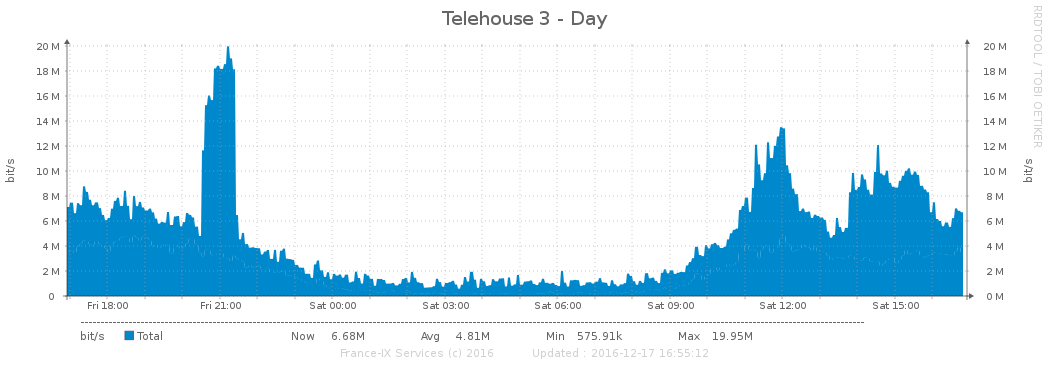 Telehouse 3 - Day
RRDTOOL / TOBI OETIKER
20 M 20 M
18 M 18 M
16 M 16 M
14 M 14 M
12 M 12 M
10 M 10 M
8 M 8 M
6 M 6 M
4 M 4 M
2 M 2 M
0 0 M
bit/s bit/s
Fri 18:00 Fri 21:00 Sat 00:00 Sat 03:00 Sat 06:00 Sat 09:00 Sat 12:00 Sat 15:00
bit/s Total Now 6.68M Avg 4.81M Min 575.91k Max 19.95M
France-IX Services (c) 2016 Updated : 2016-12-17 16:55:12